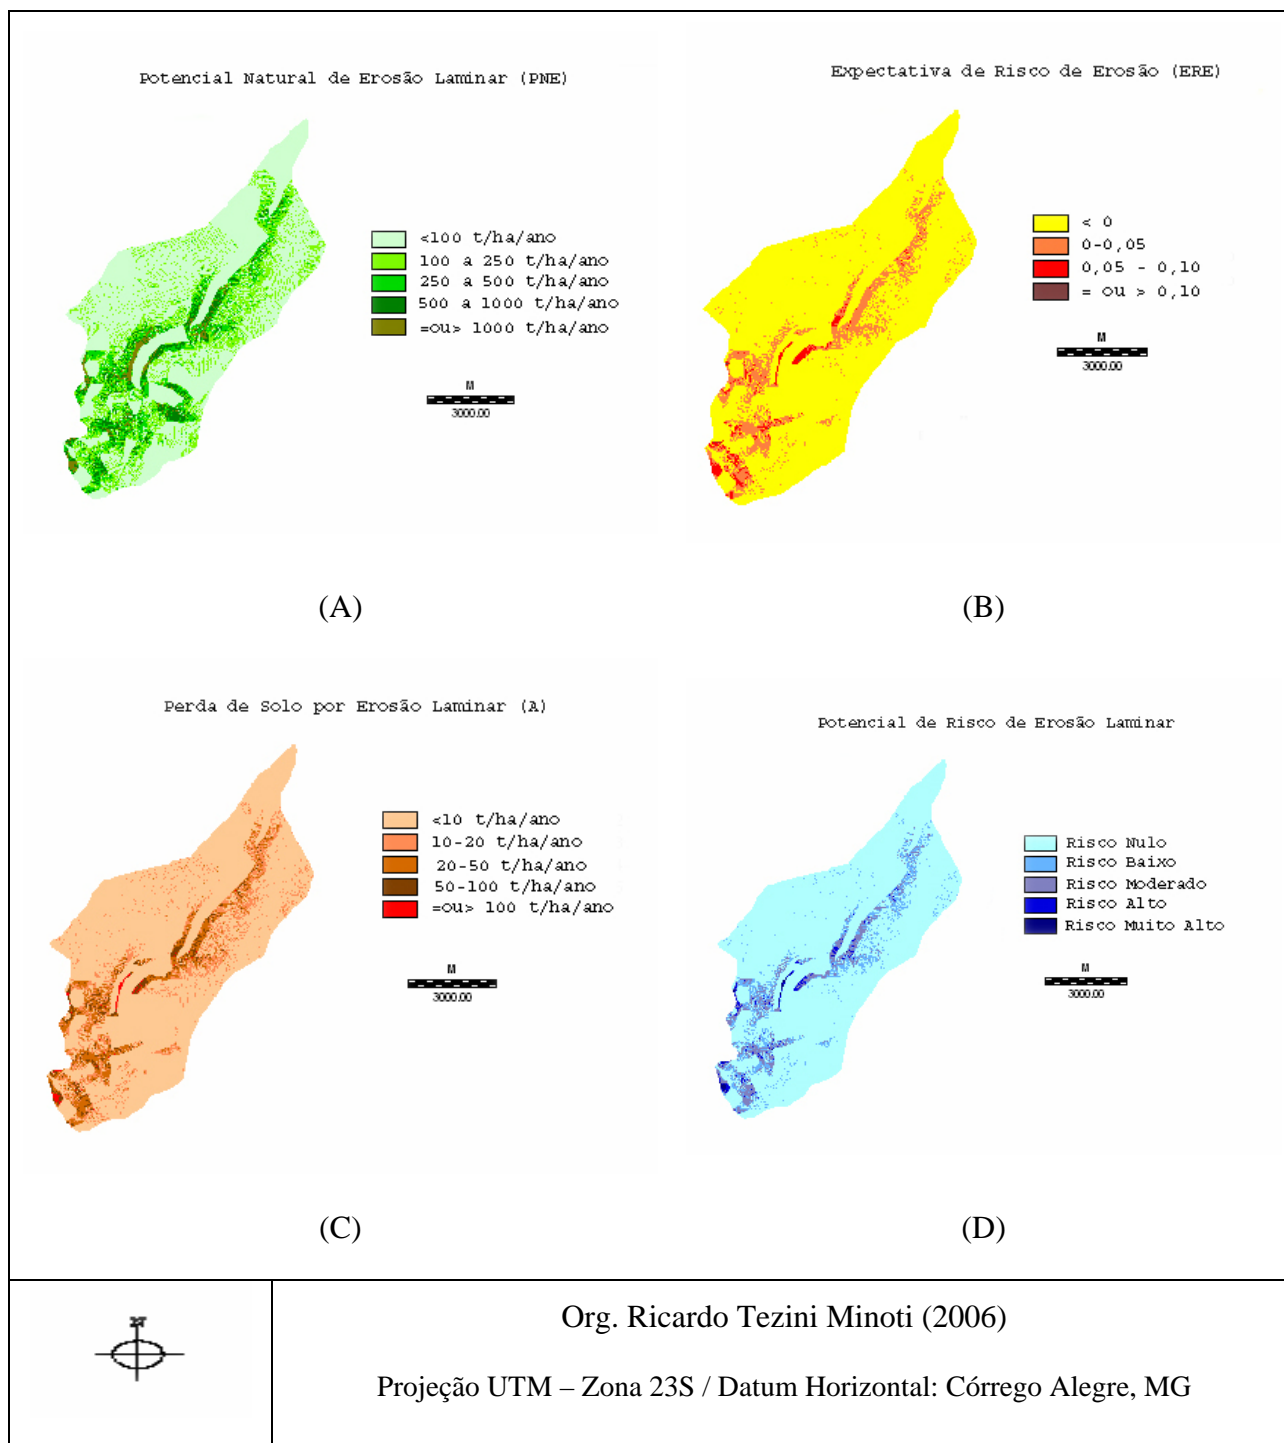 Potencial Natural de Erosão Laminar (PNE)
<100 t/ha/ano
100 a 250 t/ha/ano
250 a 500 t/ha/ano
500 a 1000 t/ha/ano
=ou> 1000 t/ha/ano
M
3000.00
(A)
Expectativa de Risco de Erosão (ERE)
< 0
0-0,05
0,05 - 0,10
= ou > 0,10
M
3000.00
(B)
Perda de Solo por Erosão Laminar (A)
<10 t/ha/ano
10-20 t/ha/ano
20-50 t/ha/ano
50-100 t/ha/ano
=ou> 100 t/ha/ano
M
3000.00
(C)
Potencial de Risco de Erosão Laminar
Risco Nulo
Risco Baixo
Risco Moderado
Risco Alto
Risco Muito Alto
M
3000.00
(D)
N
Org. Ricardo Tezini Minoti (2006)
Projeção UTM – Zona 23S / Datum Horizontal: Córrego Alegre, MG